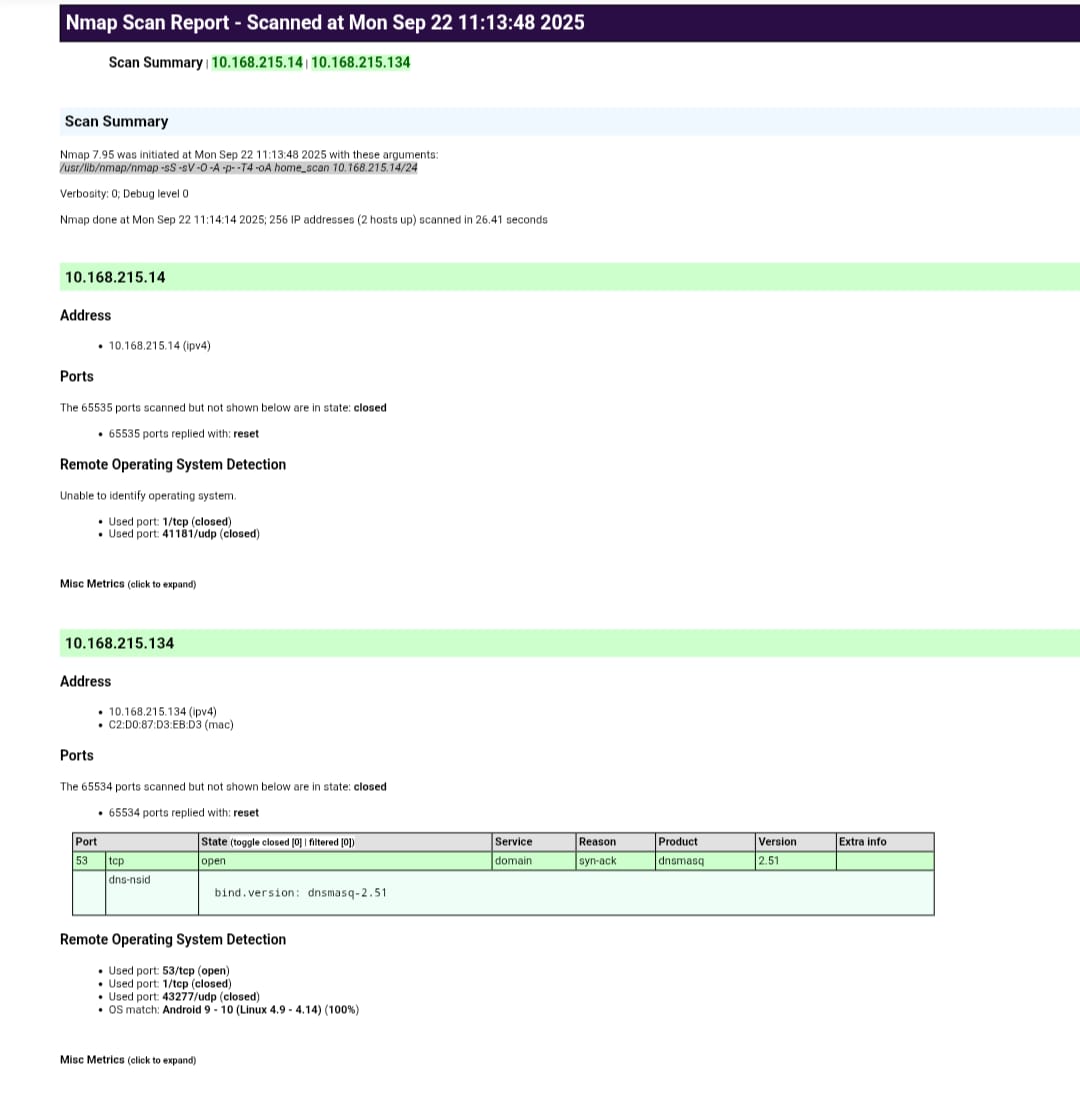 Nmap Scan Report - Scanned at Mon Sep 22 11:13:48 2025
Scan Summary | 10.168.215.14 | 10.168.215.134
Scan Summary
Nmap 7.95 was initiated at Mon Sep 22 11:13:48 2025 with these arguments:
/usr/lib/nmap/nmap -sS -sV -O -A -p- -T4 -oA home_scan 10.168.215.14/24
Verbosity: 0; Debug level 0
Nmap done at Mon Sep 22 11:14:14 2025; 256 IP addresses (2 hosts up) scanned in 26.41 seconds
10.168.215.14
Address
• 10.168.215.14 (ipv4)
Ports
The 65535 ports scanned but not shown below are in state: closed
• 65535 ports replied with: reset
Remote Operating System Detection
Unable to identify operating system.
• Used port: 1/tcp (closed)
• Used port: 41181/udp (closed)
Misc Metrics (click to expand)
10.168.215.134
Address
• 10.168.215.134 (ipv4)
• C2:D0:87:D3:EB:D3 (mac)
Ports
The 65534 ports scanned but not shown below are in state: closed
• 65534 ports replied with: reset
Port State (toggle closed [0] | filtered [0]) Service Reason Product Version Extra info
53 tcp open domain syn-ack dnsmasq 2.51
dns-nsid
bind.version: dnsmasq-2.51
Remote Operating System Detection
• Used port: 53/tcp (open)
• Used port: 1/tcp (closed)
• Used port: 43277/udp (closed)
• OS match: Android 9 - 10 (Linux 4.9 - 4.14) (100%)
Misc Metrics (click to expand)